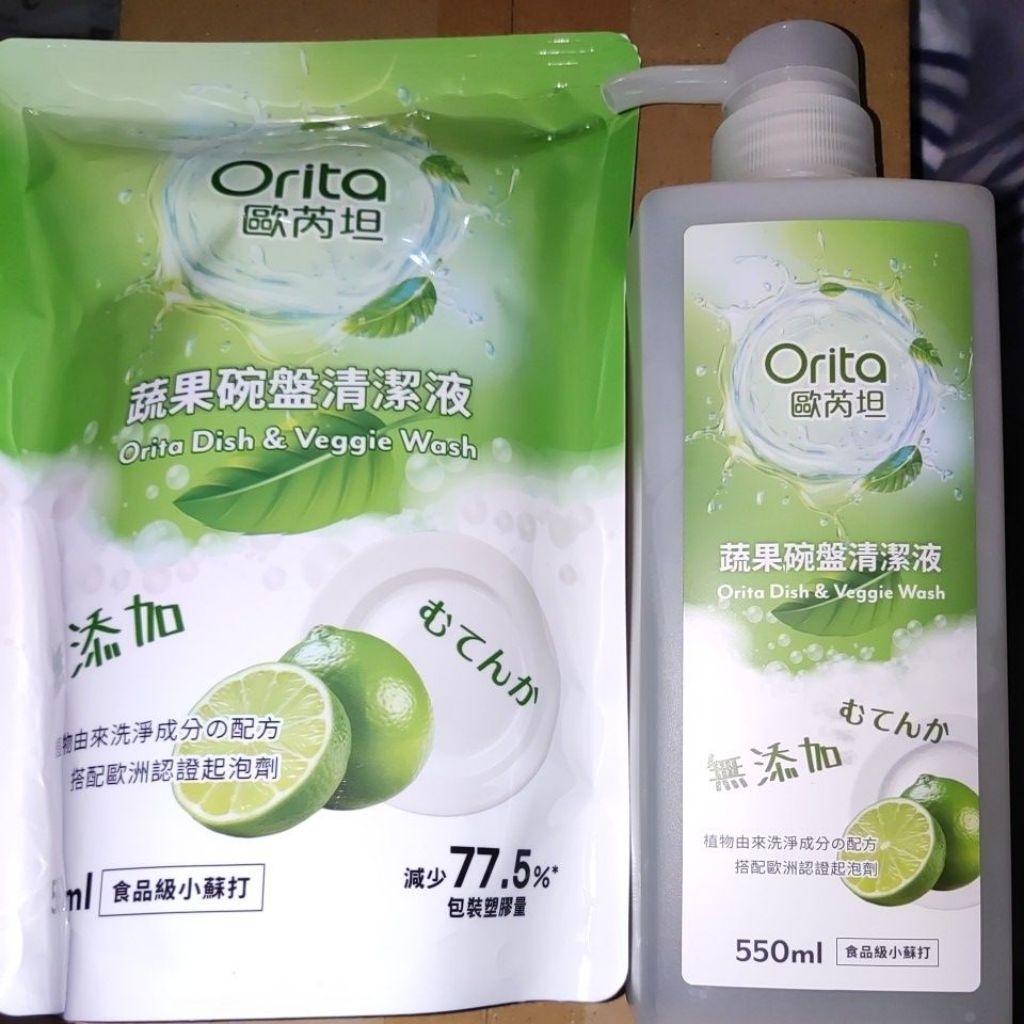 Orita
歐芮坦
蔬果碗盤清潔液
Orita Dish & Veggie Wash
添加
むてんか
物由來洗淨成分の配方
搭配歐洲認證起泡劑
ml
食品級小蘇打
減少77.5%*
包裝塑膠量
Orita
歐芮坦
蔬果碗盤清潔液
Orita Dish & Veggie Wash
むてんか
無添加
植物由來洗淨成分の配方
搭配歐洲認證起泡劑
550ml
食品級小蘇打